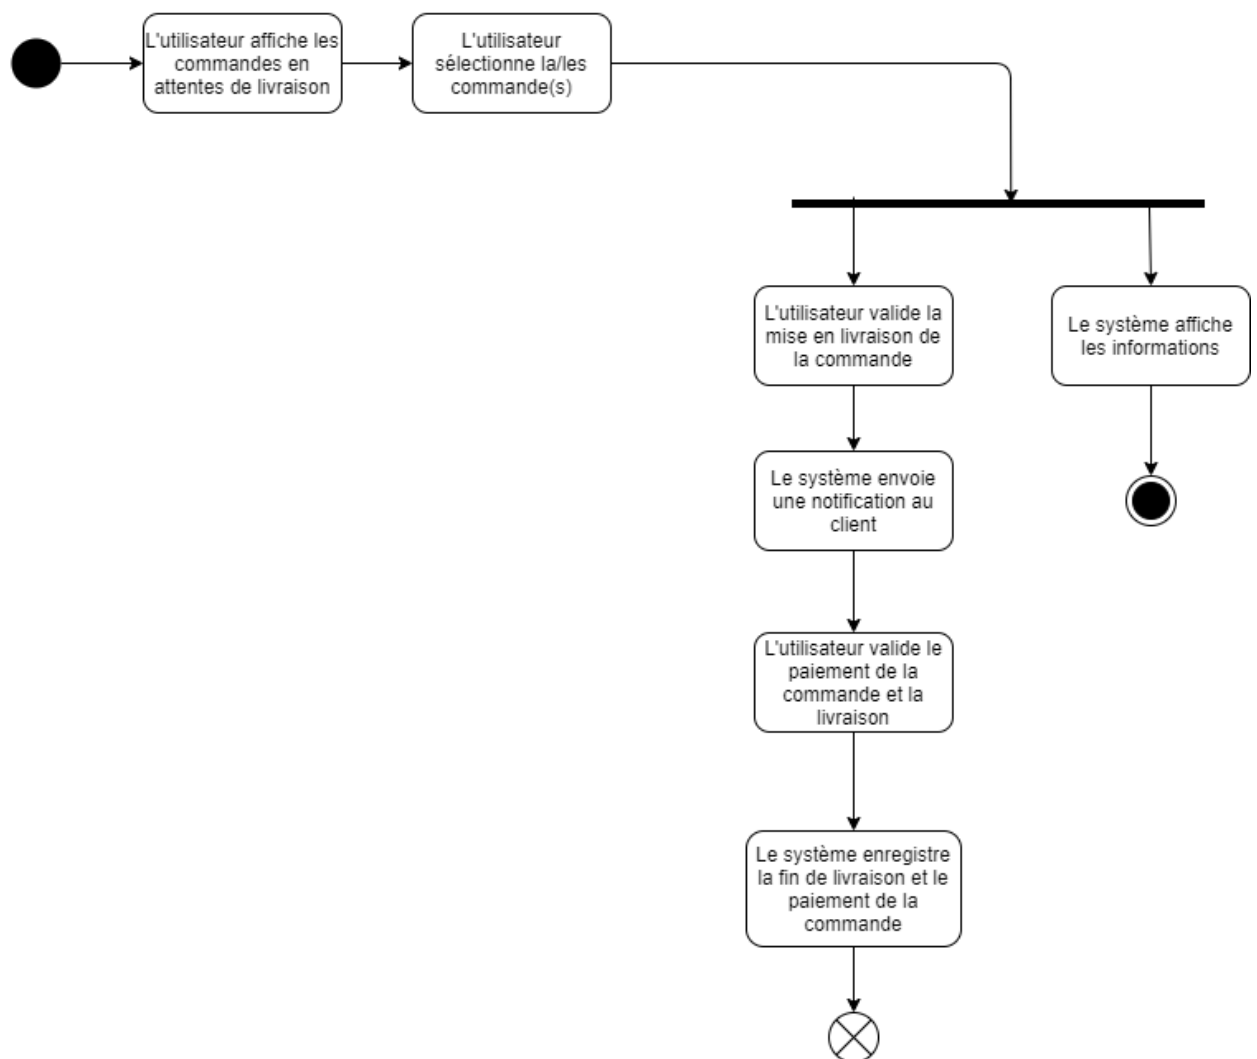 L'utilisateur affiche les
commandes en
attentes de livraison
L'utilisateur
sélectionne la/les
commande(s)
L'utilisateur valide la
mise en livraison de
la commande
Le système affiche
les informations
Le système envoie
une notification au
client
L'utilisateur valide le
paiement de la
commande et la
livraison
Le système enregistre
la fin de livraison et le
paiement de la
commande